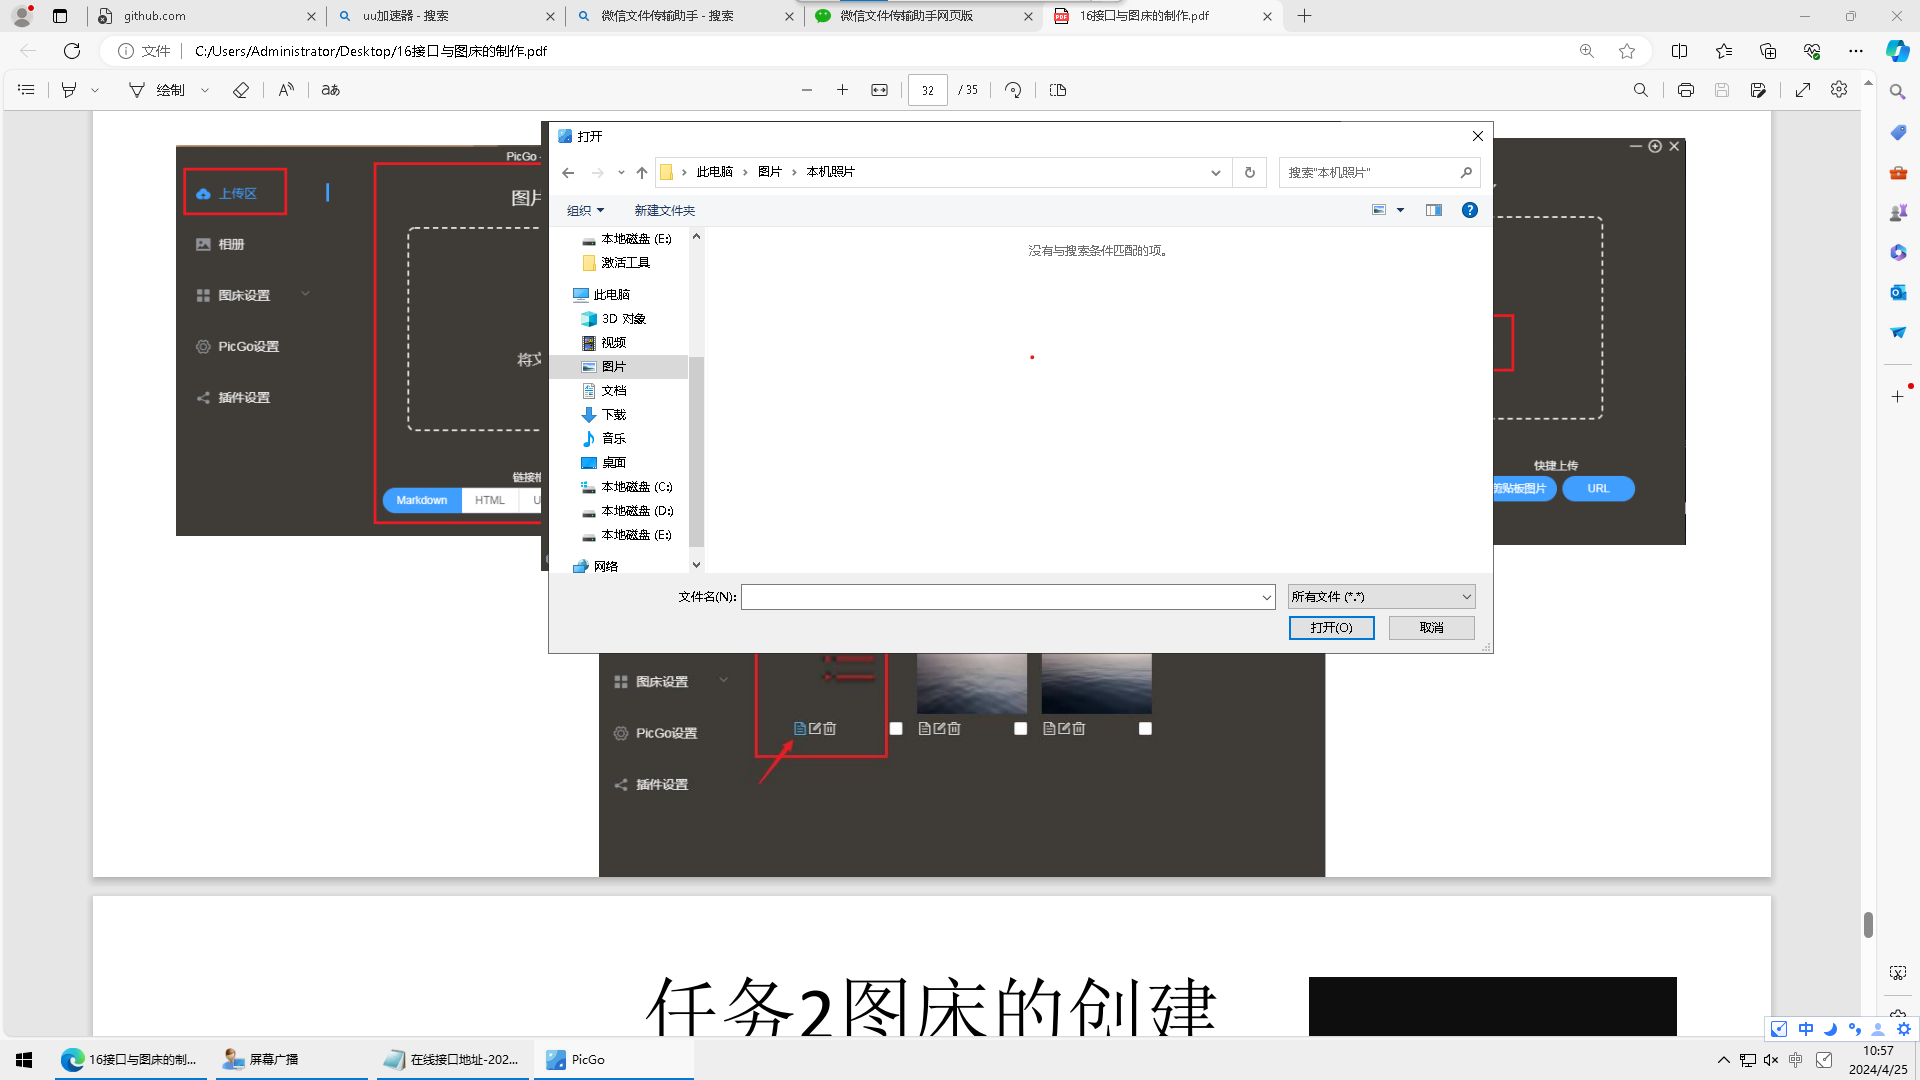 github.com
uu加速器 - 搜索
微信文件传输助手 - 搜索
微信文件传输助手网页版
16接口与图床的制作.pdf
文件
C:/Users/Administrator/Desktop/16接口与图床的制作.pdf
绘制
aあ
32 / 35
PicGo
上传区
相册
图床设置
PicGo设置
插件设置
图片
将文
Markdown
HTML
U
打开
此电脑
图片
本机照片
搜索"本机照片"
组织
新建文件夹
本地磁盘 (E:)
激活工具
此电脑
3D 对象
视频
图片
文档
下载
音乐
桌面
本地磁盘 (C:)
本地磁盘 (D:)
本地磁盘 (E:)
网络
没有与搜索条件匹配的项。
文件名(N):
所有文件 (*.*)
打开(O)
取消
快捷上传
剪贴板图片
URL
图床设置
PicGo设置
插件设置
任务2图床的创建
中
16接口与图床的制...
屏幕广播
在线接口地址-202...
PicGo
中
10:57
2024/4/25